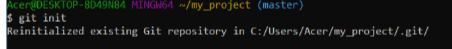 Acer@DESKTOP-8D49N84 MINGW64 ~/my_project (master)
$ git init
Reinitialized existing Git repository in C:/Users/Acer/my_project/.git/